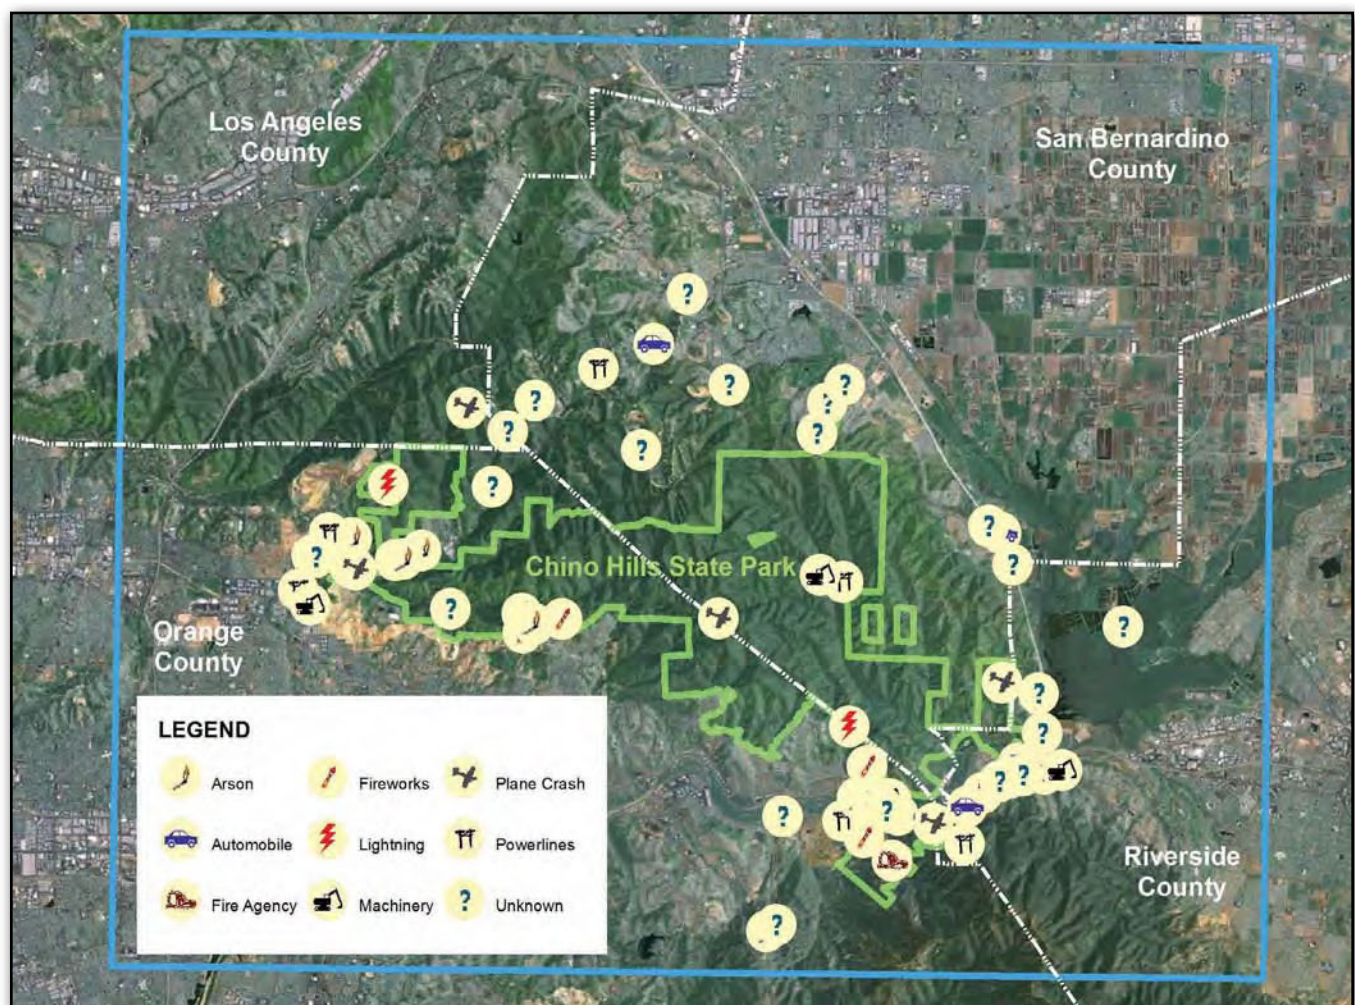 Los Angeles
County
San Bernardino
County
Chino Hills State Park
Orange
County
Riverside
County
LEGEND
Arson
Fireworks
Plane Crash
Automobile
Lightning
Powerlines
Fire Agency
Machinery
Unknown